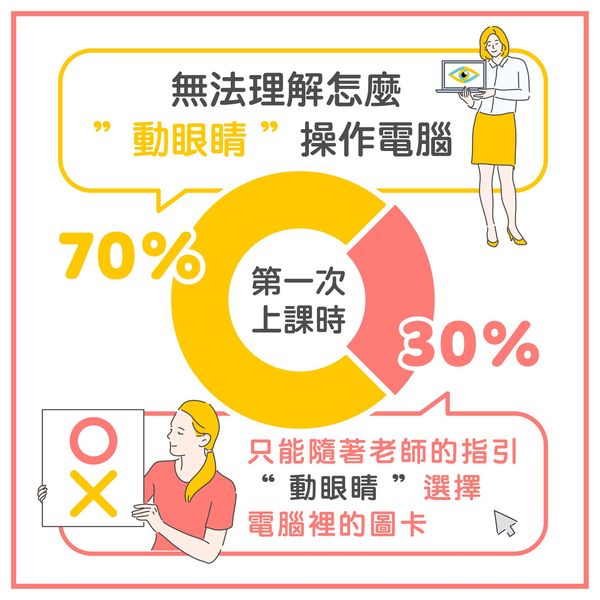 無法理解怎麼
”動眼睛”操作電腦
70%
第一次
上課時
30%
只能隨著老師的指引
“動眼睛”選擇
電腦裡的圖卡